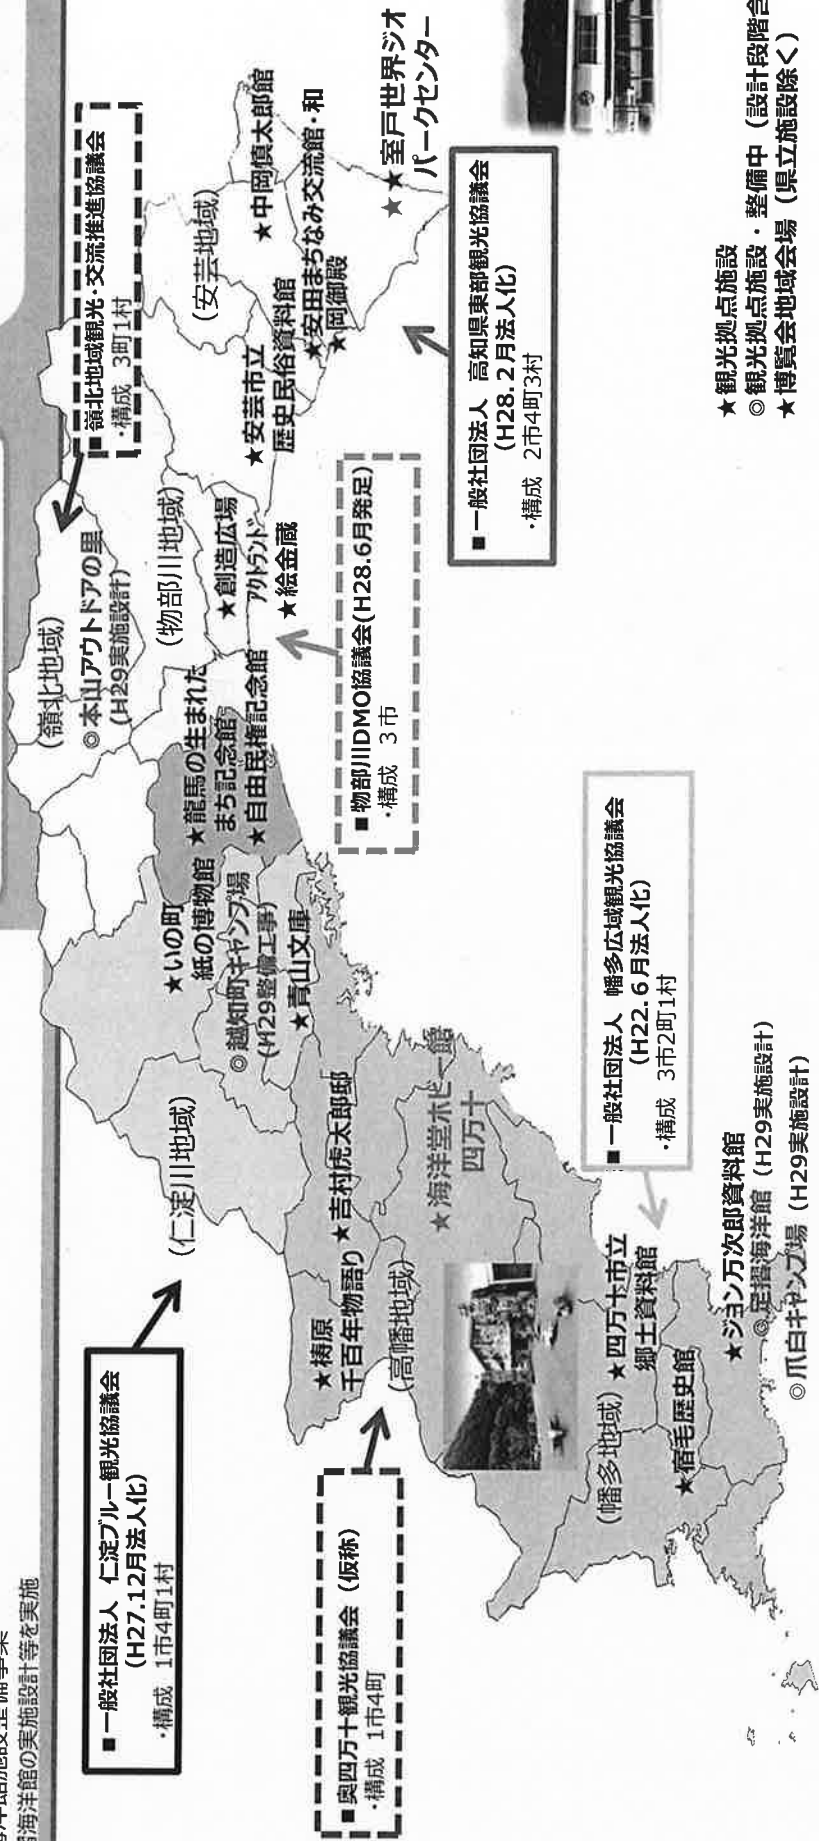 海洋館の実施設計等を実施
■一般社団法人 仁淀ブルー観光協議会
(H27.12月法人化)
・構成 1市4町1村
■奥四万十観光協議会（仮称）
・構成 1市4町
■嶺北地域観光・交流推進協議会
・構成 3町1村
■物部川DMO協議会(H28.6月発足)
・構成 3市
■一般社団法人 高知県東部観光協議会
(H28.2月法人化)
・構成 2市4町3村
■一般社団法人 幡多広域観光協議会
(H22.6月法人化)
・構成 3市2町1村
(嶺北地域)
◎本山アウトドアの里
(H29実施設計)
(物部川地域)
★創造広場
アクトランド
★絵金蔵
(安芸地域)
★中岡慎太郎館
★安芸市立
歴史民俗資料館
★安田まちなみ交流館・和
★岡御殿
★★室戸世界ジオ
パークセンター
★龍馬の生まれた
まち記念館
★自由民権記念館
(仁淀川地域)
★いの町
紙の博物館
◎越知町キャンプ場
(H29整備工事)
★青山文庫
(高幡地域)
★梼原
千百年物語り
★吉村虎太郎邸
★海洋堂ホビー館
四万十
(幡多地域)
★四万十市立
郷土資料館
★宿毛歴史館
★ジョン万次郎資料館
◎足摺海洋館（H29実施設計）
◎爪白キャンプ場（H29実施設計）
★観光拠点施設
◎観光拠点施設・整備中（設計段階含
★博覧会地域会場（県立施設除く）